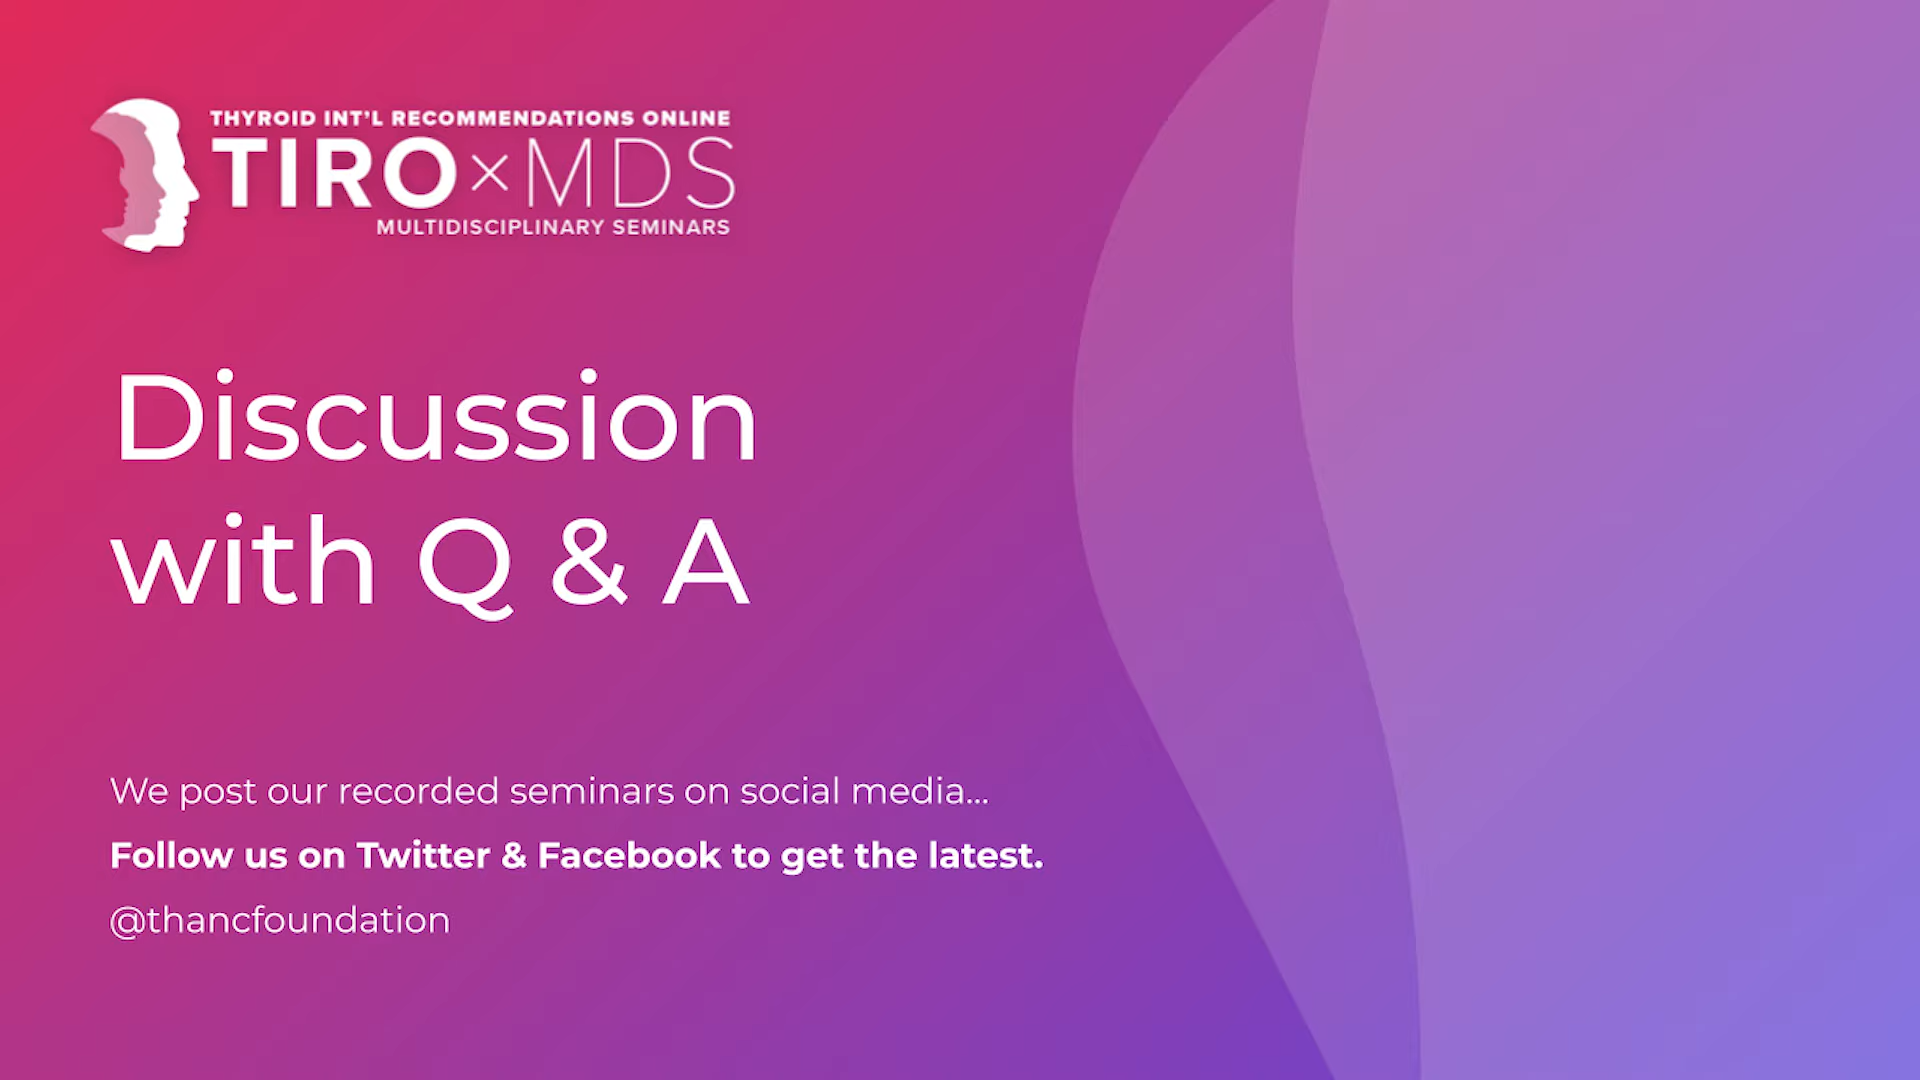 THYROID INT'L RECOMMENDATIONS ONLINE
TIRO×MDS
MULTIDISCIPLINARY SEMINARS
Discussion
with Q & A
We post our recorded seminars on social media...
Follow us on Twitter & Facebook to get the latest.
@thancfoundation